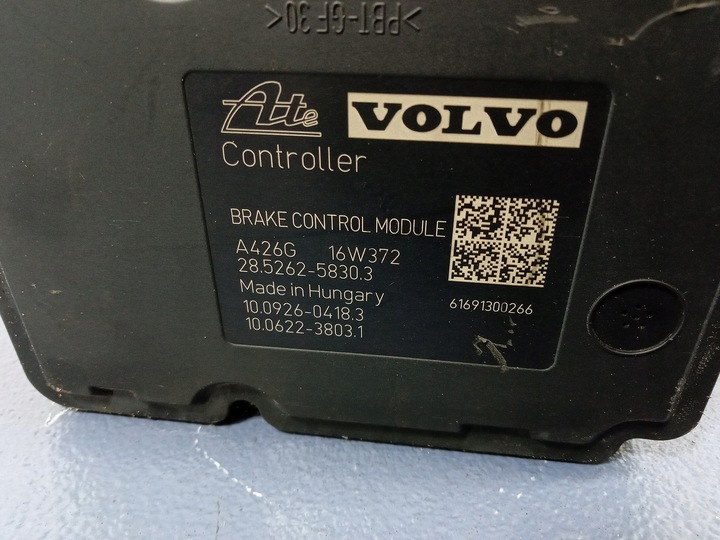 >PBT-GF30<
Ate VOLVO
Controller
BRAKE CONTROL MODULE
A426G 16W372
28.5262-5830.3
Made in Hungary
61691300266
10.0926-0418.3
10.0622-3803.1